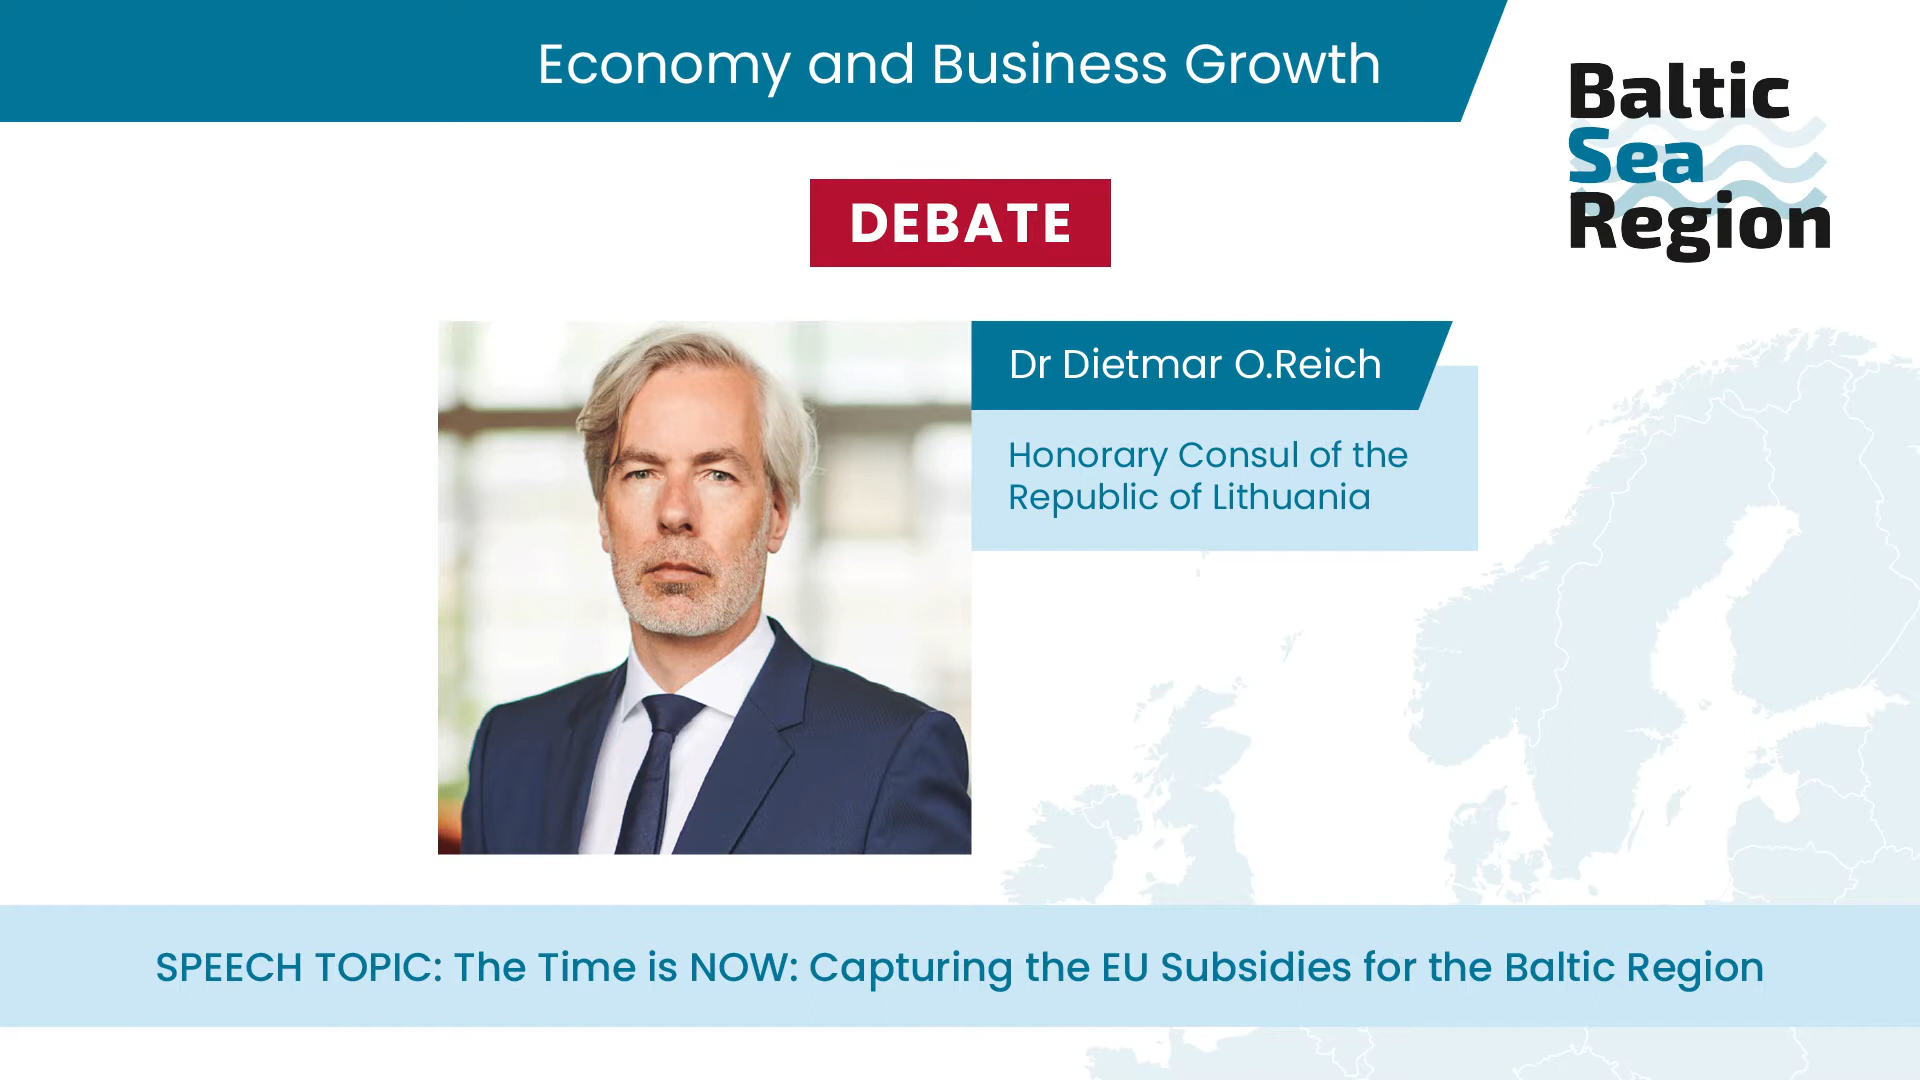 Economy and Business Growth
Baltic
Sea
Region
DEBATE
Dr Dietmar O.Reich
Honorary Consul of the
Republic of Lithuania
SPEECH TOPIC: The Time is NOW: Capturing the EU Subsidies for the Baltic Region